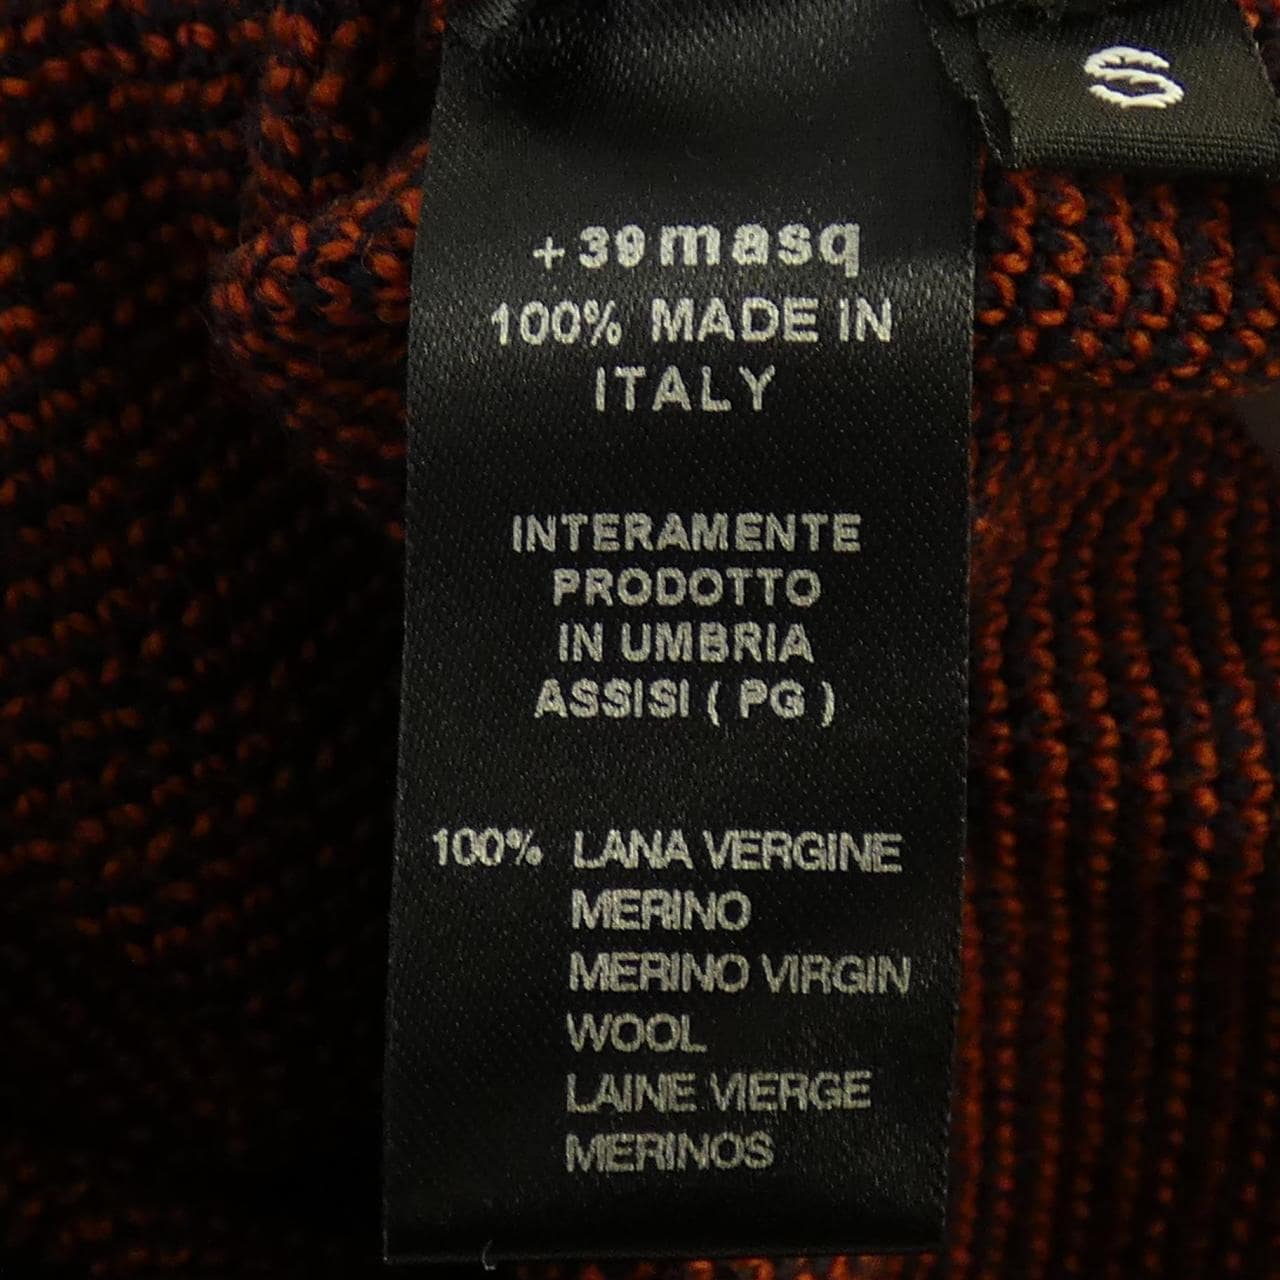 S
+39masq
100% MADE IN
ITALY
INTERAMENTE
PRODOTTO
IN UMBRIA
ASSISI ( PG )
100% LANA VERGINE
MERINO
MERINO VIRGIN
WOOL
LAINE VIERGE
MERINOS